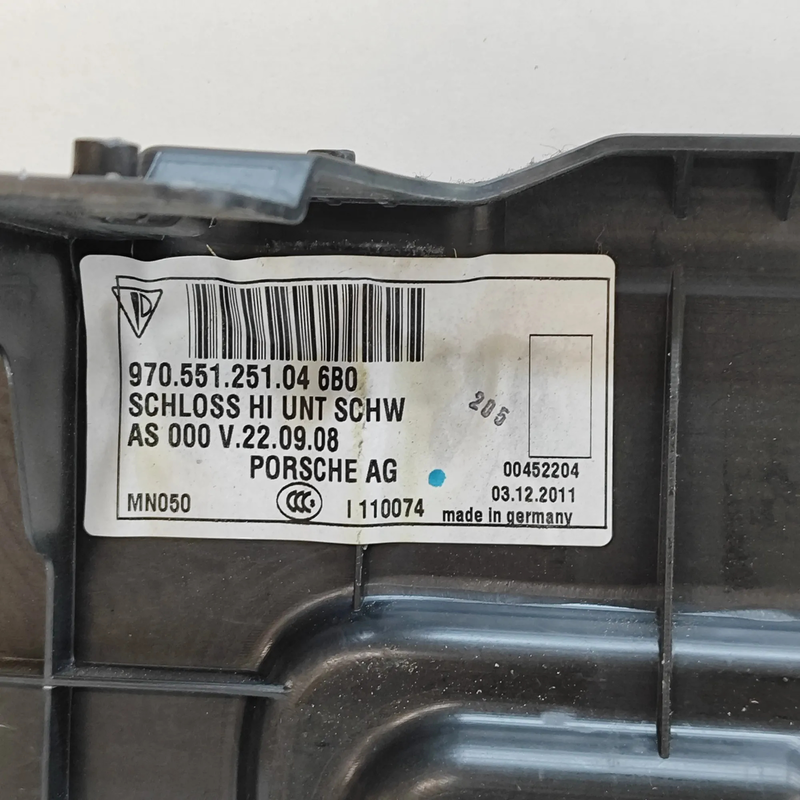 970.551.251.04 6B0
SCHLOSS HI UNT SCHW
205
AS 000 V.22.09.08
PORSCHE AG
00452204
MN050
CCC S
I 110074
03.12.2011
made in germany